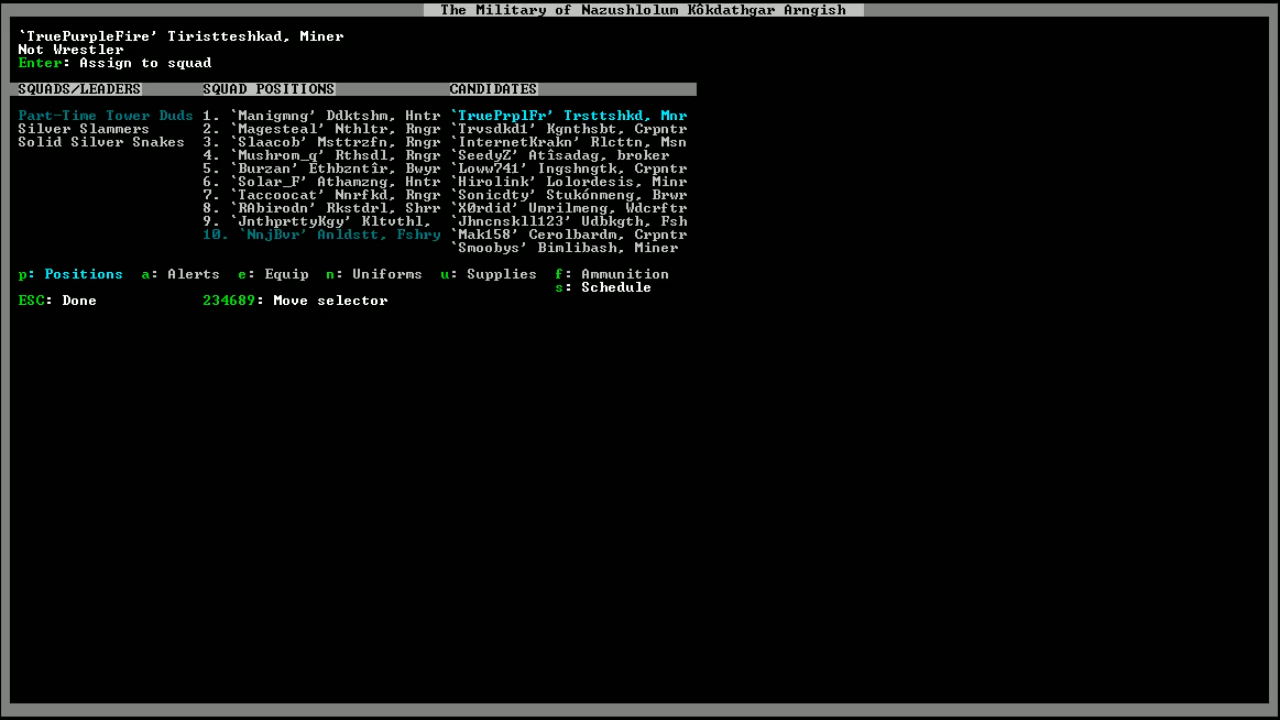 The Military of Nazushlolum Kôkdathgar Arngish
`TruePurpleFire' Tiristteshkad, Miner
Not Wrestler
Enter: Assign to squad
SQUADS/LEADERS SQUAD POSITIONS CANDIDATES
Part-Time Tower Duds 1. `Manigmng' Ddktshm, Hntr `TruePrplFr' Trsttshkd, Mnr
Silver Slammers 2. `Magesteal' Nthltr, Rngr `Trvsdkd1' Kgnthsbt, Crpntr
Solid Silver Snakes 3. `Slaacob' Msttrzfn, Rngr `InternetKrakn' Rlcttn, Msn
4. `Mushrom_q' Rthsdl, Rngr `SeedyZ' Atîsadag, broker
5. `Burzan' Ethbzntîr, Bwyr `Loww741' Ingshngtk, Crpntr
6. `Solar_F' Athamzng, Hntr `Hirolink' Lolordesis, Minr
7. `Taccoocat' Nnrfkd, Rngr `Sonicdty' Stukónmeng, Brwr
8. `RAbirodn' Rkstdrl, Shrr `X0rdid' Umrilmeng, Wdcrftr
9. `JnthprttyKgy' Kltvthl, `Jhncnskll123' Udbkgth, Fsh
10. `NnjBvr' Anldstt, Fshry `Mak158' Cerolbardm, Crpntr
`Smoobys' Bimlibash, Miner
p: Positions a: Alerts e: Equip n: Uniforms u: Supplies f: Ammunition
s: Schedule
ESC: Done 234689: Move selector